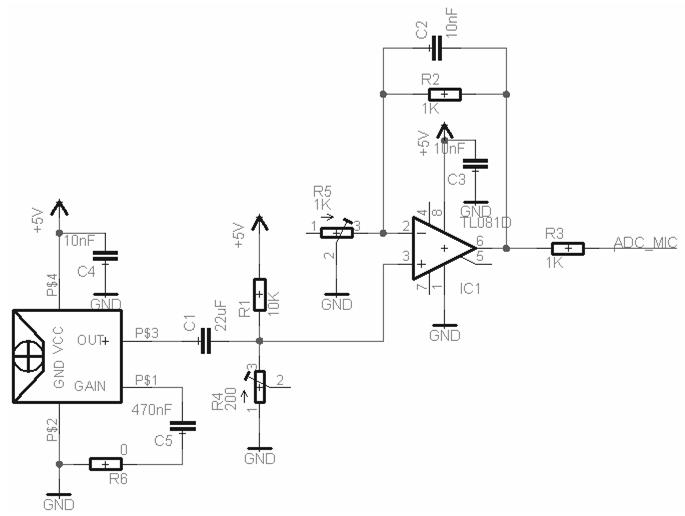 C2
10nF
R2
1K
+5V
10nF
C3
GND
R5
1K
1
3
2
GND
4
8
TL081D
2
3
6
5
7
1
IC1
GND
R3
1K
ADC_MIC
+5V
10nF
C4
GND
P$4
+5V
R1
10K
C1
22uF
OUT
P$3
GND VCC
GAIN
P$1
P$2
470nF
C5
0
R6
GND
3
2
R4
200
1
GND